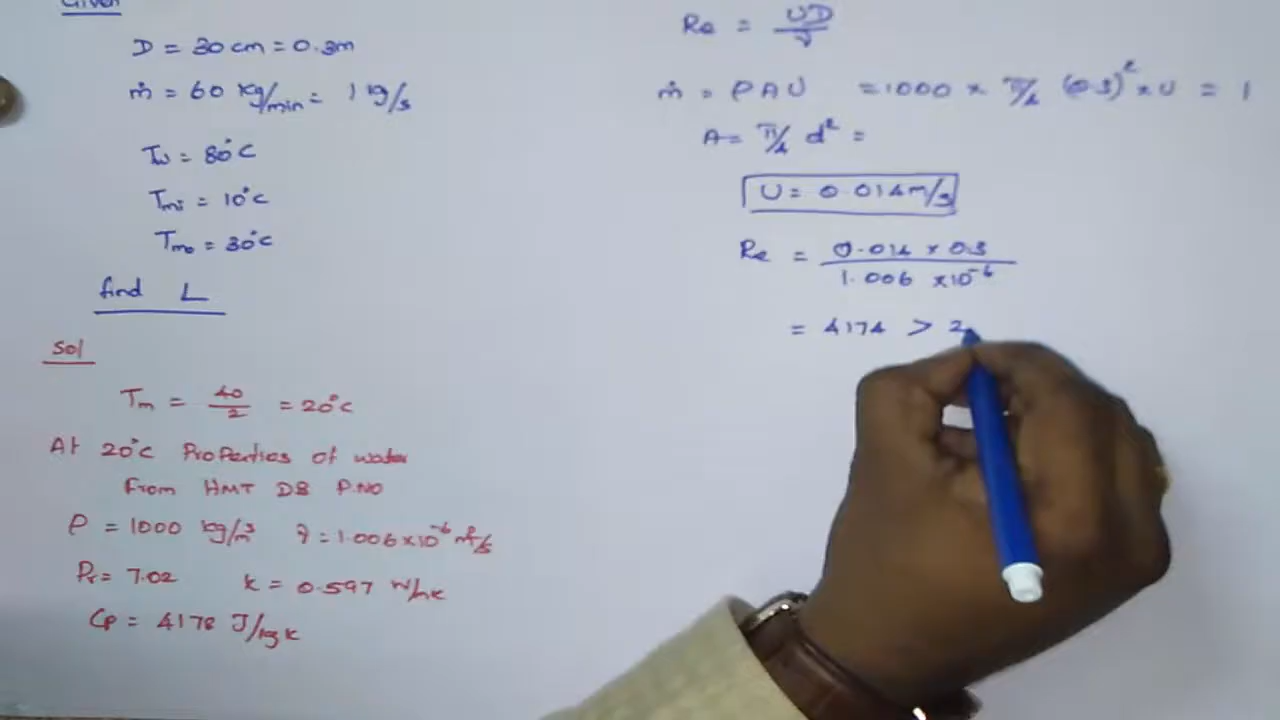 Given
D = 30 cm = 0.3m
ṁ = 60 kg/min = 1 kg/s
Tw = 80°C
Tmi = 10°C
Tmo = 30°C
find L
Sol
Tm = 40/2 = 20°C
At 20°C Properties of water
From HMT DB P.NO
ρ = 1000 kg/m³ ν = 1.006×10⁻⁶ m²/s
Pr = 7.02 k = 0.597 W/mk
Cp = 4178 J/kgk
Re = UD/ν
ṁ = ρAU = 1000 × π/4 (0.3)² × U = 1
A = π/4 d² =
U = 0.014m/s
Re = 0.014 × 0.3 / 1.006 ×10⁻⁶
= 4174 > 2